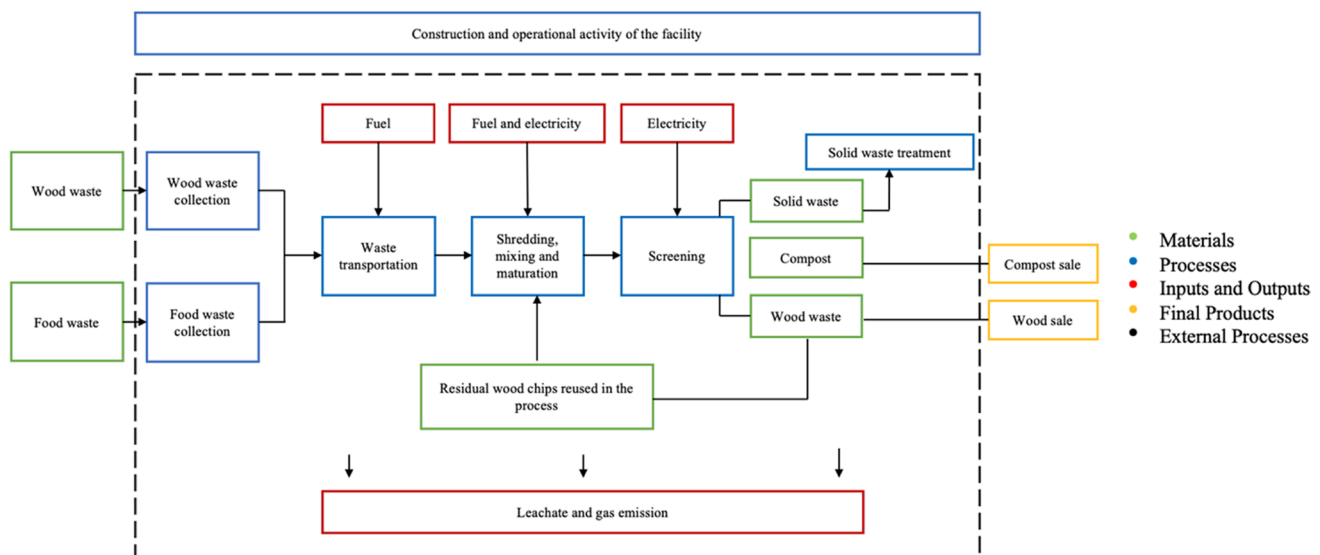 Construction and operational activity of the facility
Fuel
Fuel and electricity
Electricity
Solid waste treatment
Wood waste
Wood waste
collection
Solid waste
Waste
transportation
Shredding,
mixing and
maturation
Screening
Compost
Compost sale
Food waste
Food waste
collection
Wood waste
Wood sale
Residual wood chips reused in the
process
Leachate and gas emission
Materials
Processes
Inputs and Outputs
Final Products
External Processes